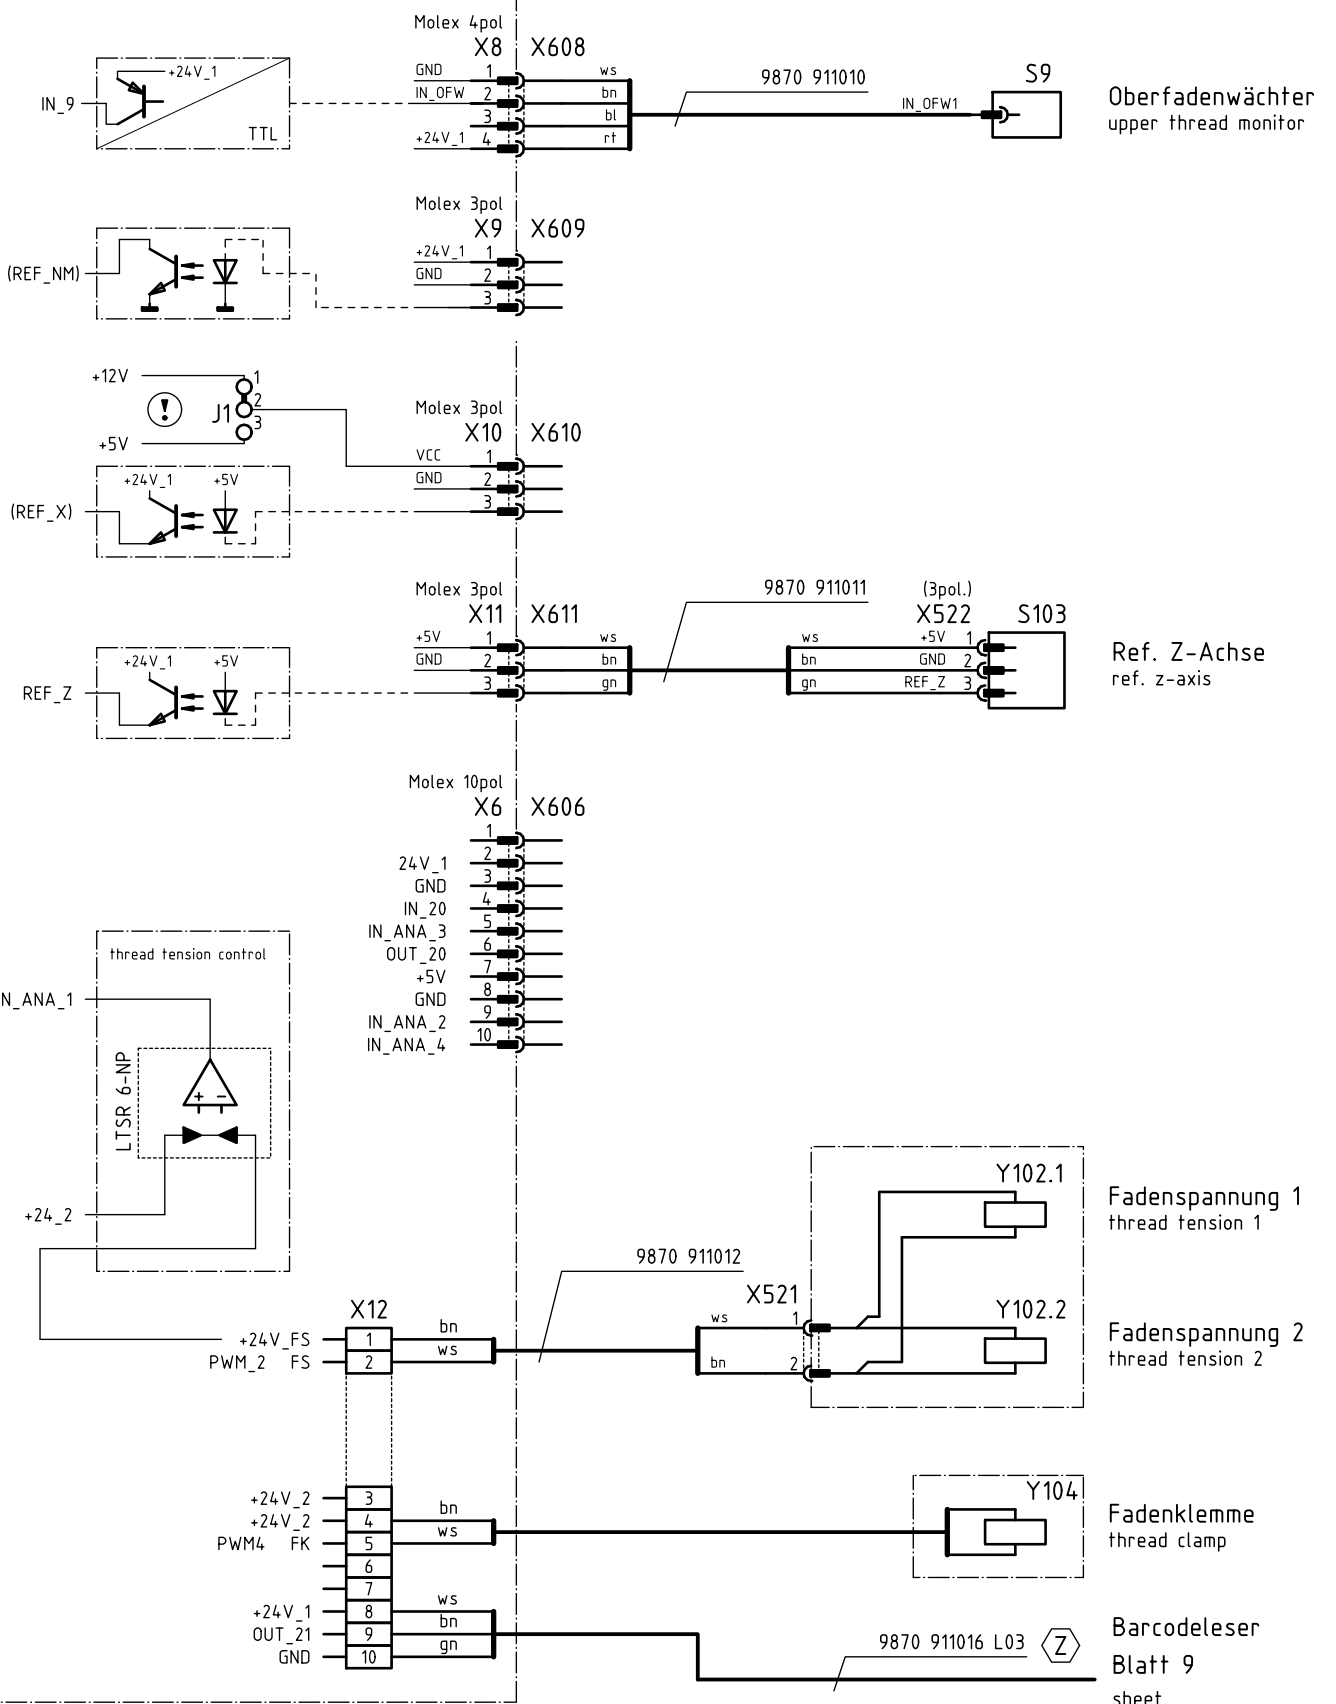 Molex 4pol
X8 X608
+24V_1
IN_9
TTL
GND 1 ws
IN_OFW 2 bn
3 bl
+24V_1 4 rt
9870 911010
IN_OFW1
S9
Oberfadenwächter
upper thread monitor
Molex 3pol
X9 X609
(REF_NM)
+24V_1 1
GND 2
3
+12V
1
! J1 2
3
+5V
Molex 3pol
X10 X610
VCC 1
GND 2
3
+24V_1 +5V
(REF_X)
Molex 3pol
X11 X611
+5V 1 ws
GND 2 bn
3 gn
+24V_1 +5V
REF_Z
9870 911011
(3pol.)
X522 S103
ws +5V 1
bn GND 2
gn REF_Z 3
Ref. Z-Achse
ref. z-axis
Molex 10pol
X6 X606
1
24V_1 2
GND 3
IN_20 4
IN_ANA_3 5
OUT_20 6
+5V 7
GND 8
IN_ANA_2 9
IN_ANA_4 10
thread tension control
N_ANA_1
LTSR 6-NP
+ -
+24_2
9870 911012
X12
+24V_FS 1 bn
PWM_2 FS 2 ws
X521
ws 1
bn 2
Y102.1
Fadenspannung 1
thread tension 1
Y102.2
Fadenspannung 2
thread tension 2
+24V_2 3
+24V_2 4 bn
PWM4 FK 5 ws
6
7
+24V_1 8 ws
OUT_21 9 bn
GND 10 gn
Y104
Fadenklemme
thread clamp
9870 911016 L03 Z
Barcodeleser
Blatt 9
sheet